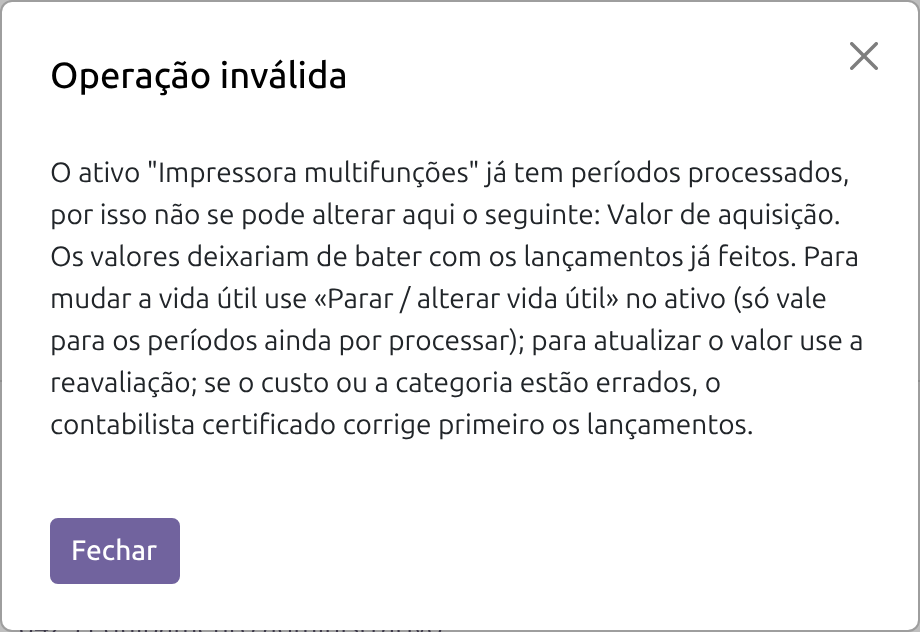 Operação inválida
O ativo "Impressora multifunções" já tem períodos processados,
por isso não se pode alterar aqui o seguinte: Valor de aquisição.
Os valores deixariam de bater com os lançamentos já feitos. Para
mudar a vida útil use «Parar / alterar vida útil» no ativo (só vale
para os períodos ainda por processar); para atualizar o valor use a
reavaliação; se o custo ou a categoria estão errados, o
contabilista certificado corrige primeiro os lançamentos.
Fechar